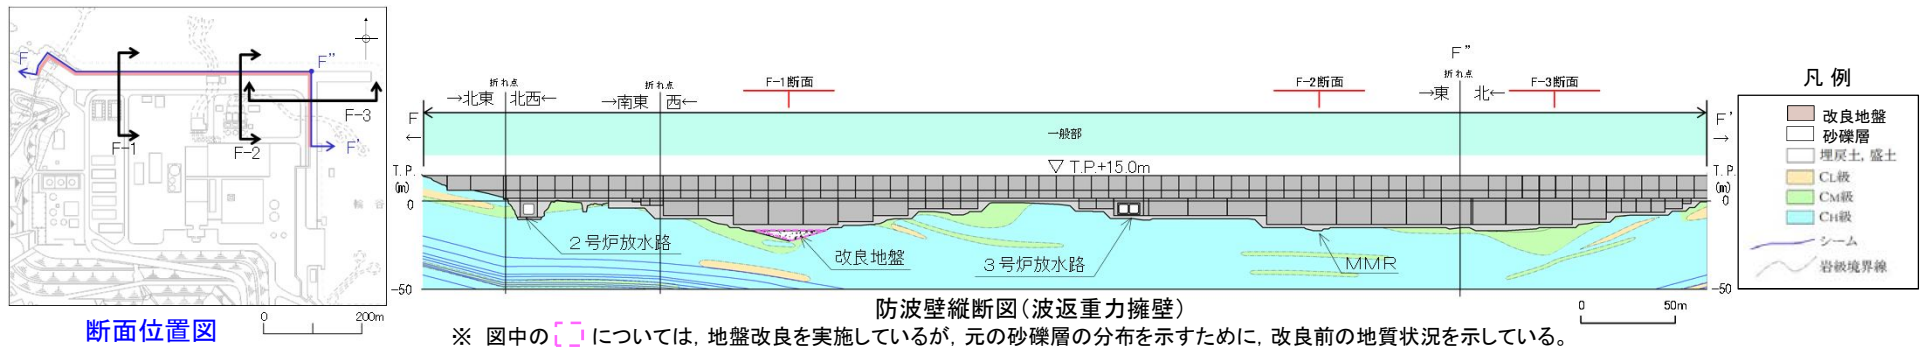 F
F"
F-1
F-2
F-3
F'
輪谷
断面位置図
0 200m
F"
折れ点
→北東 北西←
折れ点
→南東 西←
F-1断面
F-2断面
折れ点
→東 北←
F-3断面
F
←
F'
→
一般部
▽ T.P.+15.0m
T.P.
(m)
0
-50
T.P.
(m)
0
-50
2号炉放水路
改良地盤
3号炉放水路
MMR
防波壁縦断図(波返重力擁壁)
0 50m
凡 例
改良地盤
砂礫層
埋戻土, 盛土
CL級
CM級
CH級
シーム
岩級境界線
※ 図中の については, 地盤改良を実施しているが, 元の砂礫層の分布を示すために, 改良前の地質状況を示している。